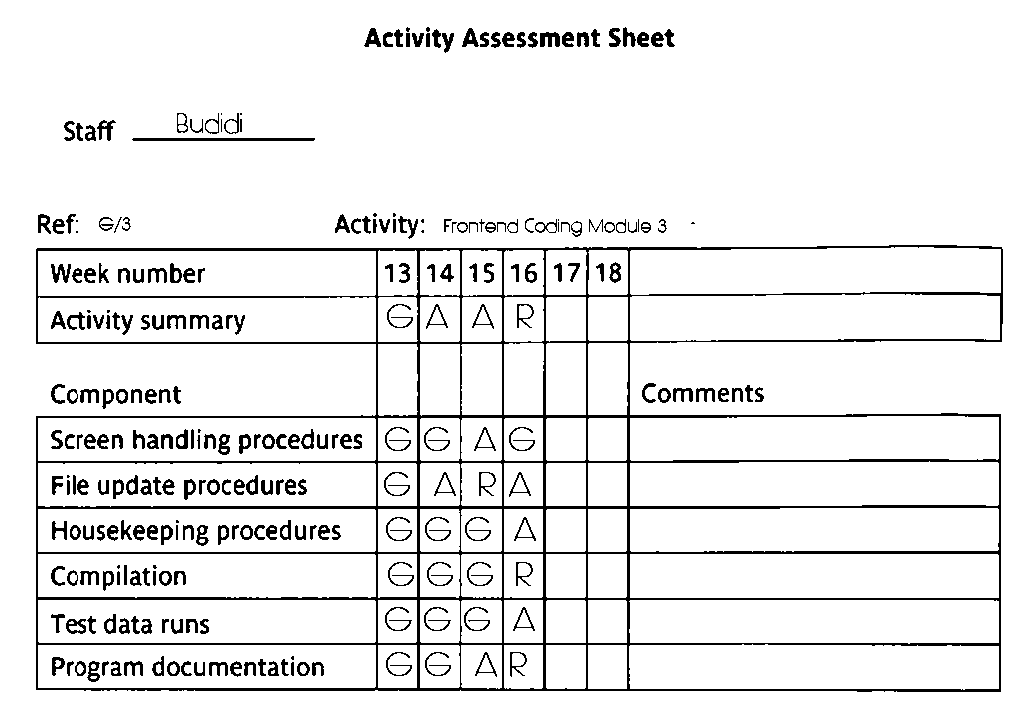 Activity Assessment Sheet
Staff Budidi
Ref: G/3 Activity: Frontend Coding Module 3
Week number 13 14 15 16 17 18
Activity summary G A A R
Component Comments
Screen handling procedures G G A G
File update procedures G A R A
Housekeeping procedures G G G A
Compilation G G G R
Test data runs G G G A
Program documentation G G A R